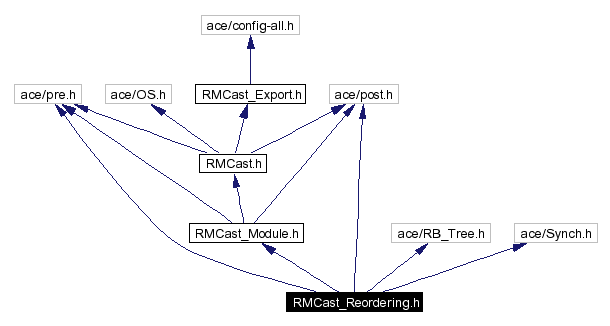 ace/config-all.h
ace/pre.h
ace/OS.h
RMCast_Export.h
ace/post.h
RMCast.h
RMCast_Module.h
ace/RB_Tree.h
ace/Synch.h
RMCast_Reordering.h